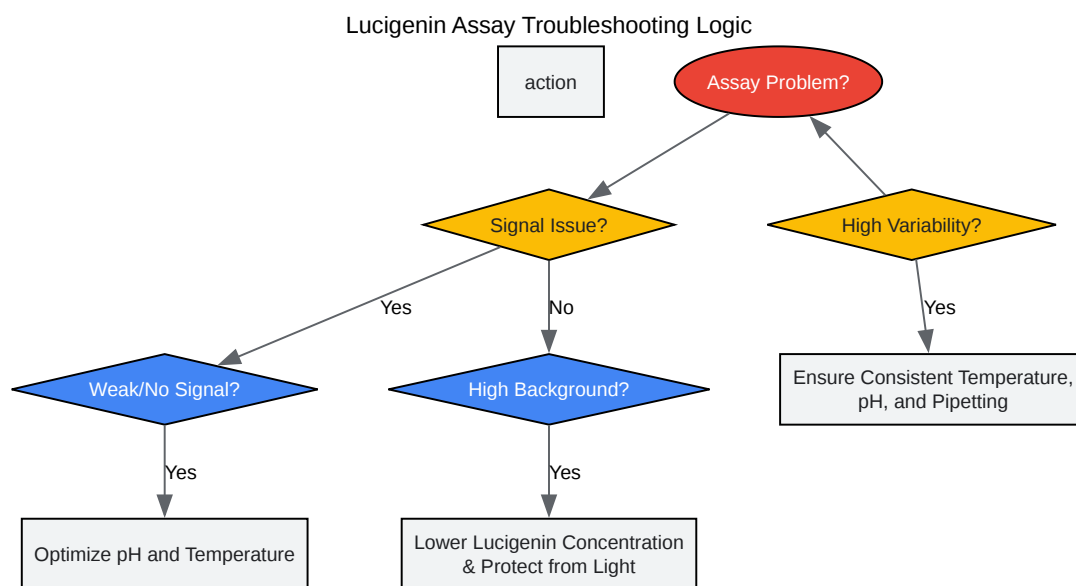 Lucigenin Assay Troubleshooting Logic
action
Assay Problem?
Signal Issue?
High Variability?
Yes
No
Yes
Weak/No Signal?
High Background?
Ensure Consistent Temperature,
pH, and Pipetting
Yes
Yes
Optimize pH and Temperature
Lower Lucigenin Concentration
& Protect from Light